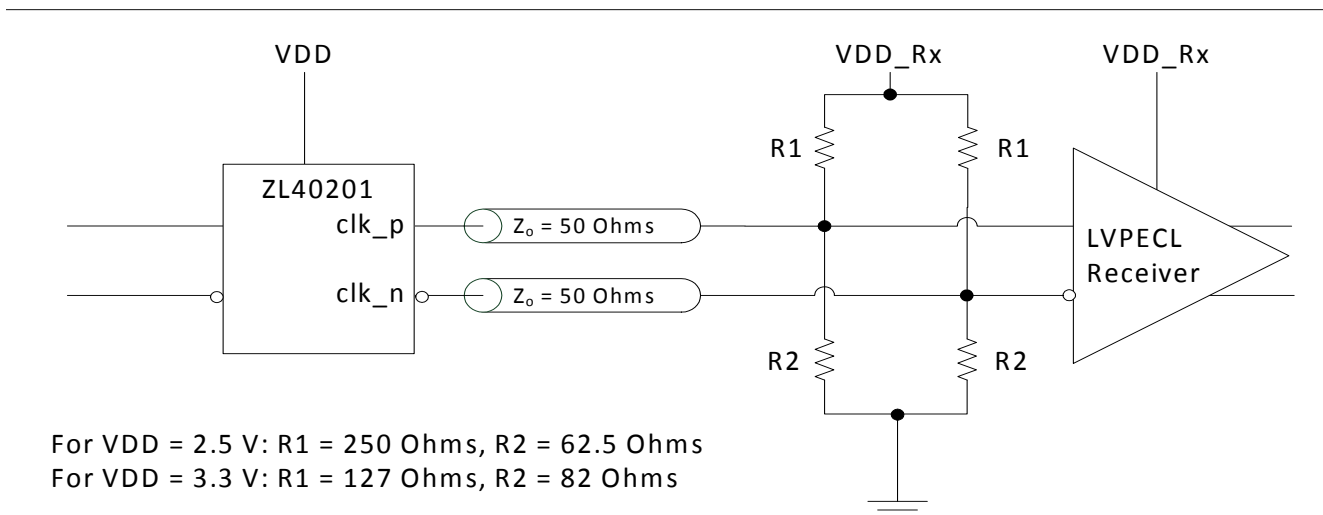 VDD
VDD_Rx
VDD_Rx
R1
R1
ZL40201
clk_p
Zo = 50 Ohms
LVPECL
Receiver
clk_n
Zo = 50 Ohms
R2
R2
For VDD = 2.5 V: R1 = 250 Ohms, R2 = 62.5 Ohms
For VDD = 3.3 V: R1 = 127 Ohms, R2 = 82 Ohms